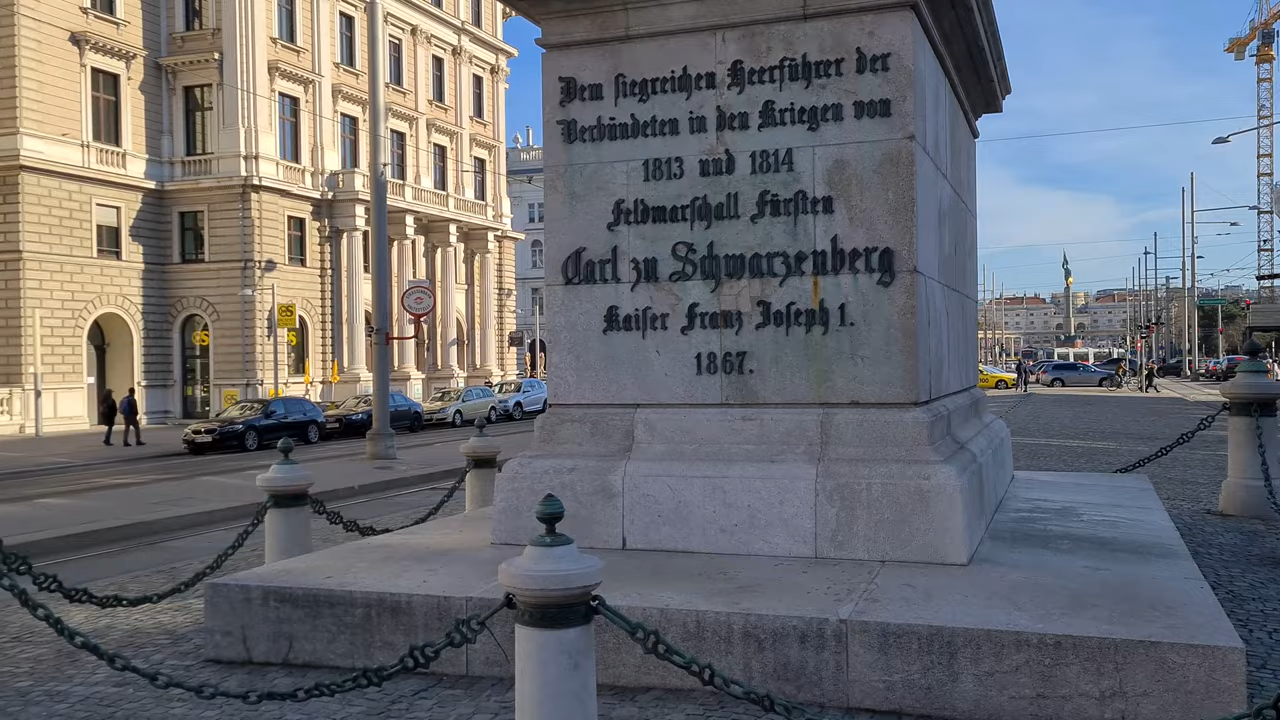 Dem siegreichen Heerführer der
Verbündeten in den Kriegen von
1813 und 1814
Feldmarschall Fürsten
Carl zu Schwarzenberg
Kaiser Franz Joseph 1.
1867.